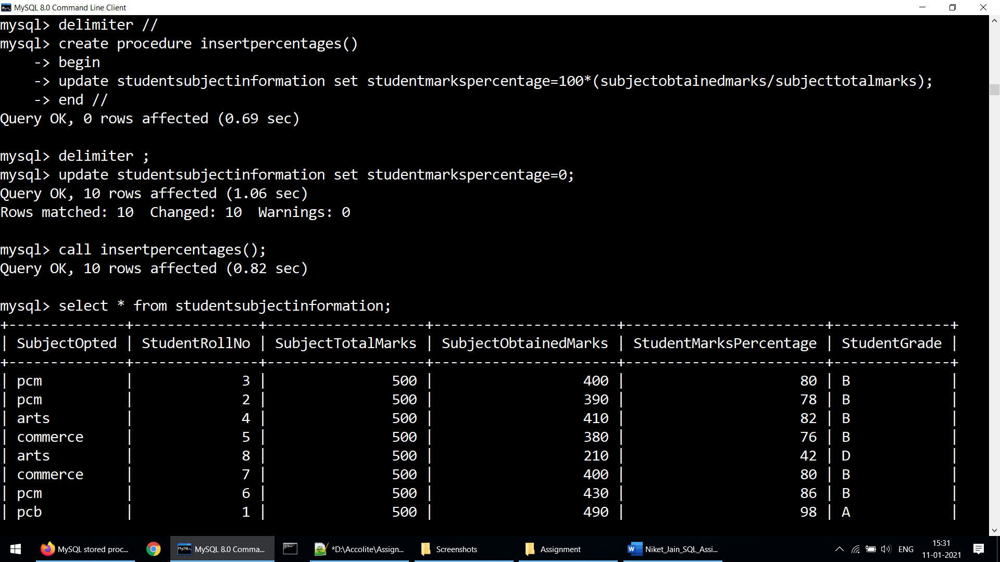 MySQL 8.0 Command Line Client
mysql> delimiter //
mysql> create procedure insertpercentages()
    -> begin
    -> update studentsubjectinformation set studentmarkspercentage=100*(subjectobtainedmarks/subjecttotalmarks);
    -> end //
Query OK, 0 rows affected (0.69 sec)

mysql> delimiter ;
mysql> update studentsubjectinformation set studentmarkspercentage=0;
Query OK, 10 rows affected (1.06 sec)
Rows matched: 10  Changed: 10  Warnings: 0

mysql> call insertpercentages();
Query OK, 10 rows affected (0.82 sec)

mysql> select * from studentsubjectinformation;
+--------------+---------------+-------------------+----------------------+------------------------+--------------+
| SubjectOpted | StudentRollNo | SubjectTotalMarks | SubjectObtainedMarks | StudentMarksPercentage | StudentGrade |
+--------------+---------------+-------------------+----------------------+------------------------+--------------+
| pcm          |             3 |               500 |                  400 |                     80 | B            |
| pcm          |             2 |               500 |                  390 |                     78 | B            |
| arts         |             4 |               500 |                  410 |                     82 | B            |
| commerce     |             5 |               500 |                  380 |                     76 | B            |
| arts         |             8 |               500 |                  210 |                     42 | D            |
| commerce     |             7 |               500 |                  400 |                     80 | B            |
| pcm          |             6 |               500 |                  430 |                     86 | B            |
| pcb          |             1 |               500 |                  490 |                     98 | A            |
MySQL stored proc...
MySQL 8.0 Comma...
*D:\Accolite\Assign...
Screenshots
Assignment
Niket_Jain_SQL_Assi...
ENG
15:31
11-01-2021